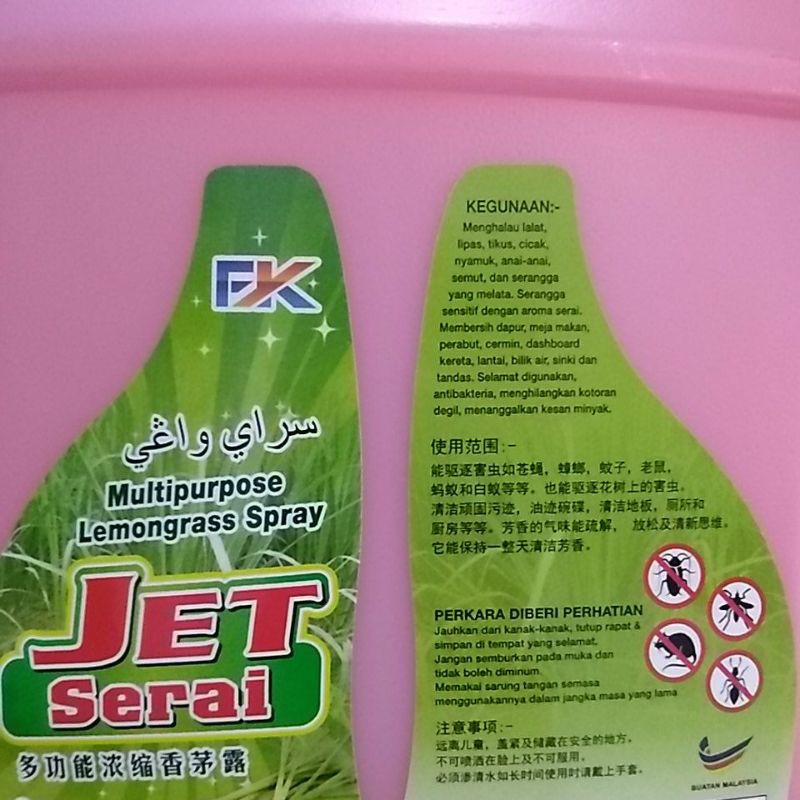 FK
سراي واڠي
Multipurpose
Lemongrass Spray
JET
Serai
多功能浓缩香茅露
KEGUNAAN:-
Menghalau lalat,
lipas, tikus, cicak,
nyamuk, anai-anai,
semut, dan serangga
yang melata. Serangga
sensitif dengan aroma serai.
Membersih dapur, meja makan,
perabut, cermin, dashboard
kereta, lantai, bilik air, sinki dan
tandas. Selamat digunakan,
antibakteria, menghilangkan kotoran
degil, menanggalkan kesan minyak.
使用范围:-
能驱逐害虫如苍蝇，蟑螂，蚊子，老鼠，
蚂蚁和白蚁等等。也能驱逐花树上的害虫。
清洁顽固污迹，油迹碗碟，清洁地板，厕所和
厨房等等。芳香的气味能疏解，放松及清新思维。
它能保持一整天清洁芳香。
PERKARA DIBERI PERHATIAN
Jauhkan dari kanak-kanak, tutup rapat &
simpan di tempat yang selamat.
Jangan semburkan pada muka dan
tidak boleh diminum.
Memakai sarung tangan semasa
menggunakannya dalam jangka masa yang lama
注意事项:-
远离儿童，盖紧及储藏在安全的地方。
不可喷洒在脸上及不可服用。
必须渗清水如长时间使用时请戴上手套。
BUATAN MALAYSIA